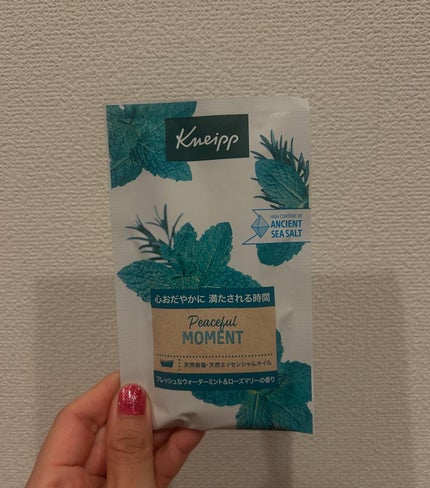 Kneipp
HIGH CONTENT OF
ANCIENT
SEA SALT
心おだやかに 満たされる時間
Peaceful
MOMENT
天然岩塩・天然エッセンシャルオイル
フレッシュなウォーターミント&ローズマリーの香り